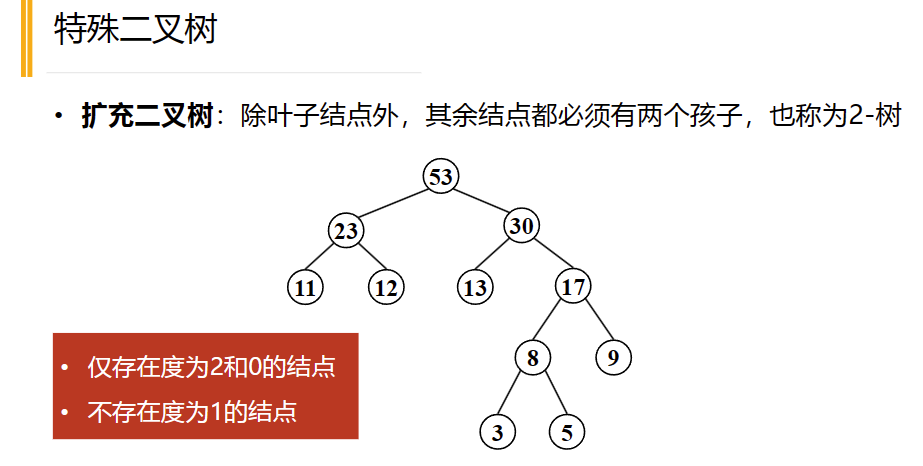 特殊二叉树
• 扩充二叉树：除叶子结点外，其余结点都必须有两个孩子，也称为2-树
53
23 30
11 12 13 17
8 9
3 5
• 仅存在度为2和0的结点
• 不存在度为1的结点